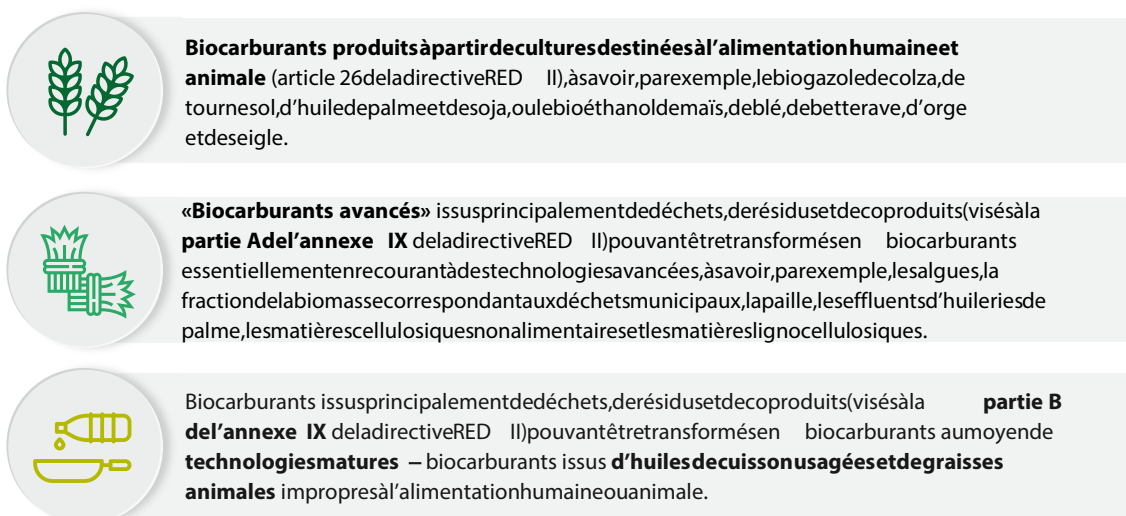 Biocarburants produitsàpartirdeculturesdestinéesàl’alimentationhumaineet
animale (article 26deladirectiveRED II),àsavoir,parexemple,lebiogazoledecolza,de
tournesol,d’huiledepalmeetdesoja,oulebioéthanoldemaïs,deblé,debetterave,d’orge
etdeseigle.
«Biocarburants avancés» issusprincipalementdedéchets,derésidusetdecoproduits(visésàla
partie Adel’annexe IX deladirectiveRED II)pouvantêtretransformésen biocarburants
essentiellementenrecourantàdestechnologiesavancées,àsavoir,parexemple,lesalgues,la
fractiondelabiomassecorrespondantauxdéchetsmunicipaux,lapaille,leseffluentsd’huileriesde
palme,lesmatièrescellulosiquesnonalimentairesetlesmatièreslignocellulosiques.
Biocarburants issusprincipalementdedéchets,derésidusetdecoproduits(visésàla partie B
del’annexe IX deladirectiveRED II)pouvantêtretransformésen biocarburants aumoyende
technologiesmatures – biocarburants issus d’huilesdecuissonusagéesetdegraisses
animales impropresàl’alimentationhumaineouanimale.